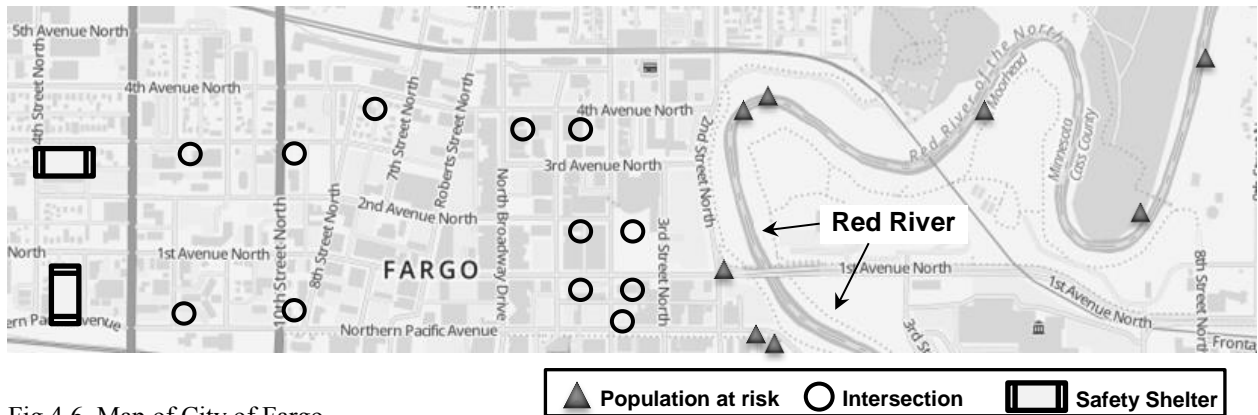 5th Avenue North
4th Street North
4th Avenue North
7th Street North
Roberts Street North
4th Avenue North
2nd Street North
Red River of the North
Moorhead
Minnesota
Cass County
3rd Avenue North
2nd Avenue North
8th Street North
10th Street North
North Broadway Drive
3rd Street North
Red River
North
1st Avenue North
FARGO
1st Avenue North
1st Avenue North
8th Street North
Northern Pacific Avenue
Avenue
3rd St
Fronta
Population at risk
Intersection
Safety Shelter
Fig 4.6. Map of City of Fargo